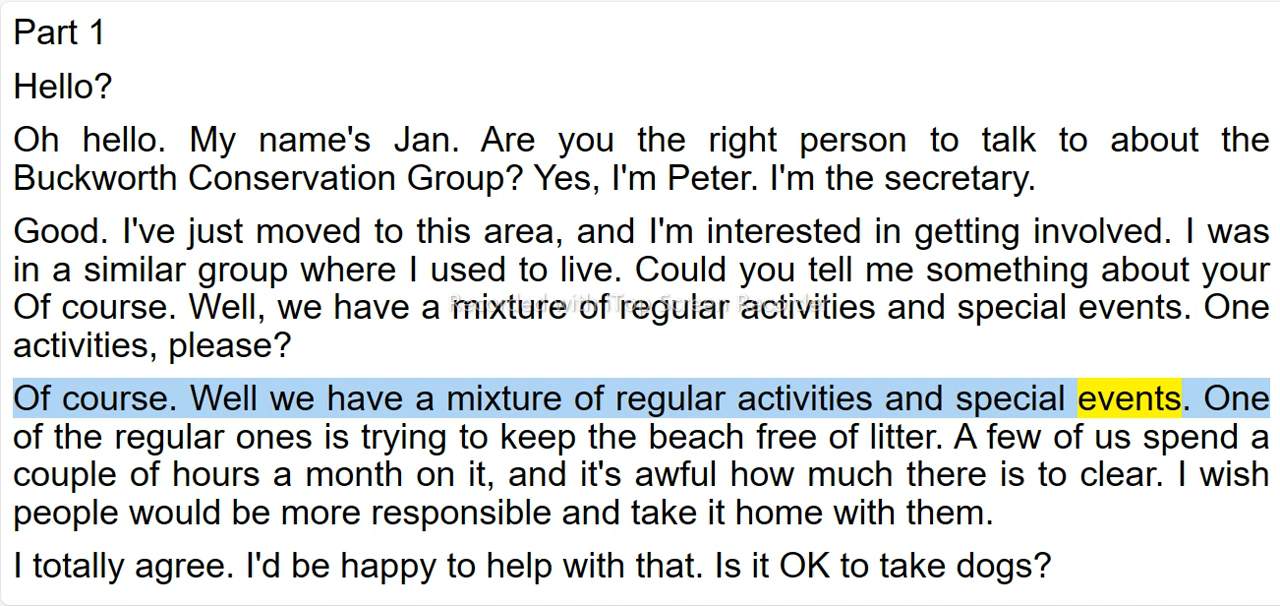 Part 1
Hello?
Oh hello. My name's Jan. Are you the right person to talk to about the
Buckworth Conservation Group? Yes, I'm Peter. I'm the secretary.
Good. I've just moved to this area, and I'm interested in getting involved. I was
in a similar group where I used to live. Could you tell me something about your
Of course. Well, we have a mixture of regular activities and special events. One
Recorded with iTop Screen Recorder
activities, please?
Of course. Well we have a mixture of regular activities and special events. One
of the regular ones is trying to keep the beach free of litter. A few of us spend a
couple of hours a month on it, and it's awful how much there is to clear. I wish
people would be more responsible and take it home with them.
I totally agree. I'd be happy to help with that. Is it OK to take dogs?